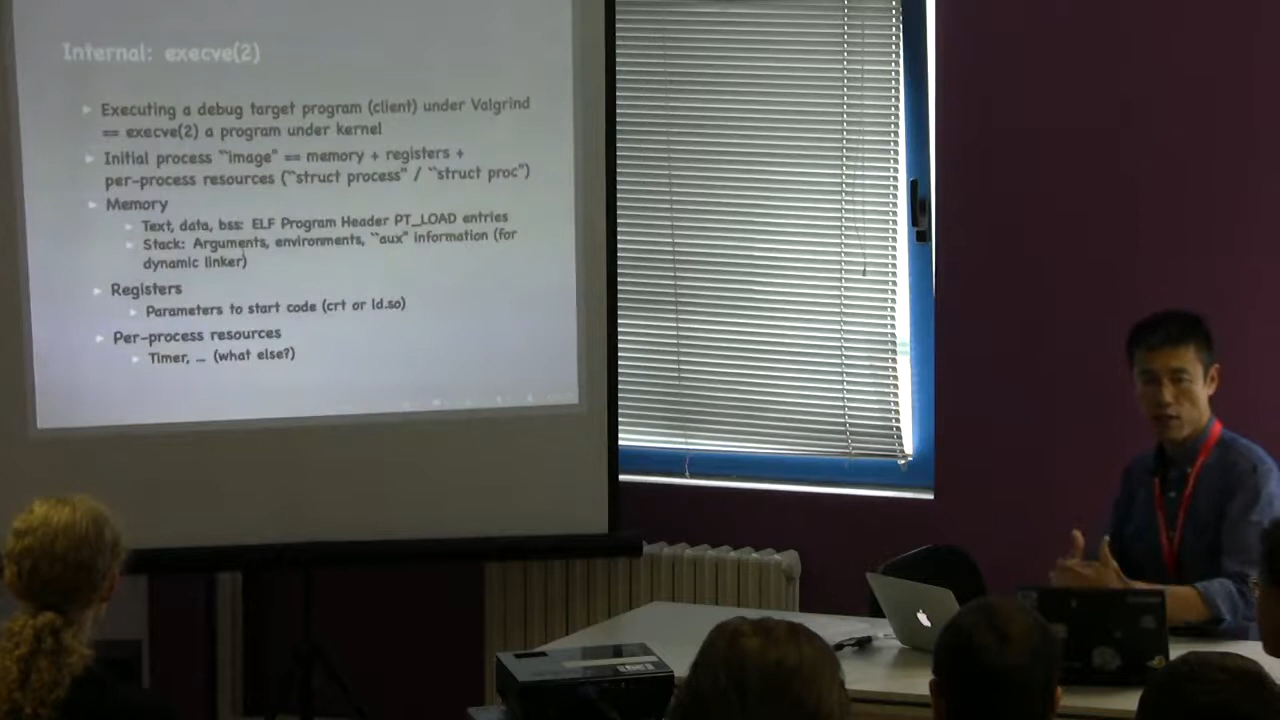 Internal: execve(2)
Executing a debug target program (client) under Valgrind
== execve(2) a program under kernel
Initial process “image” == memory + registers +
per-process resources (“struct process” / “struct proc”)
Memory
Text, data, bss: ELF Program Header PT_LOAD entries
Stack: Arguments, environments, “aux” information (for
dynamic linker)
Registers
Parameters to start code (crt or ld.so)
Per-process resources
Timer, … (what else?)